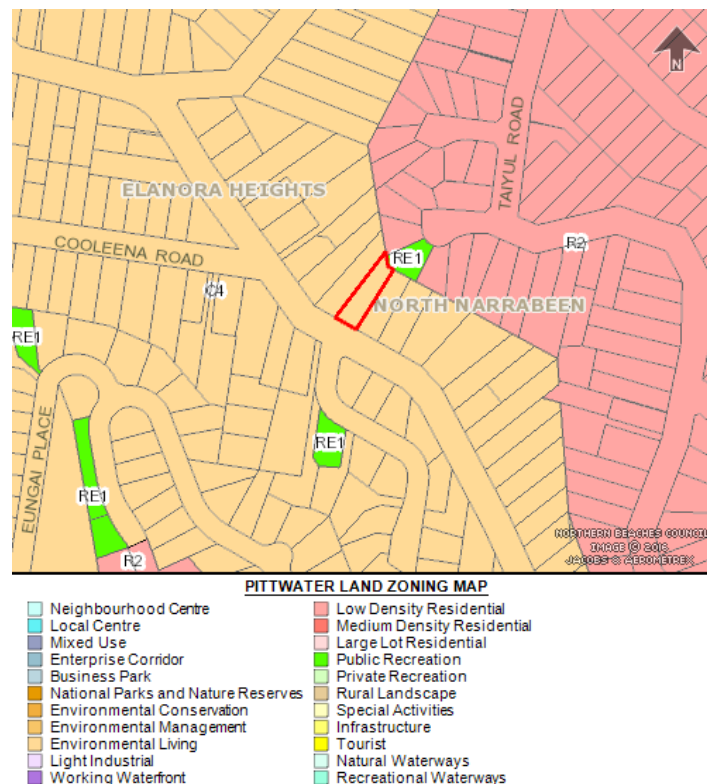 N
ELANORA HEIGHTS
TAIYUL ROAD
COOLEENA ROAD
R2
RE1
C4
NORTH NARRABEEN
RE1
RE1
EUNGAI PLACE
RE1
R2
NORTHERN BEACHES COUNCIL
IMAGE © 2016
JACOBS & AEROMETREX
PITTWATER LAND ZONING MAP
Neighbourhood Centre
Local Centre
Mixed Use
Enterprise Corridor
Business Park
National Parks and Nature Reserves
Environmental Conservation
Environmental Management
Environmental Living
Light Industrial
Working Waterfront
Low Density Residential
Medium Density Residential
Large Lot Residential
Public Recreation
Private Recreation
Rural Landscape
Special Activities
Infrastructure
Tourist
Natural Waterways
Recreational Waterways